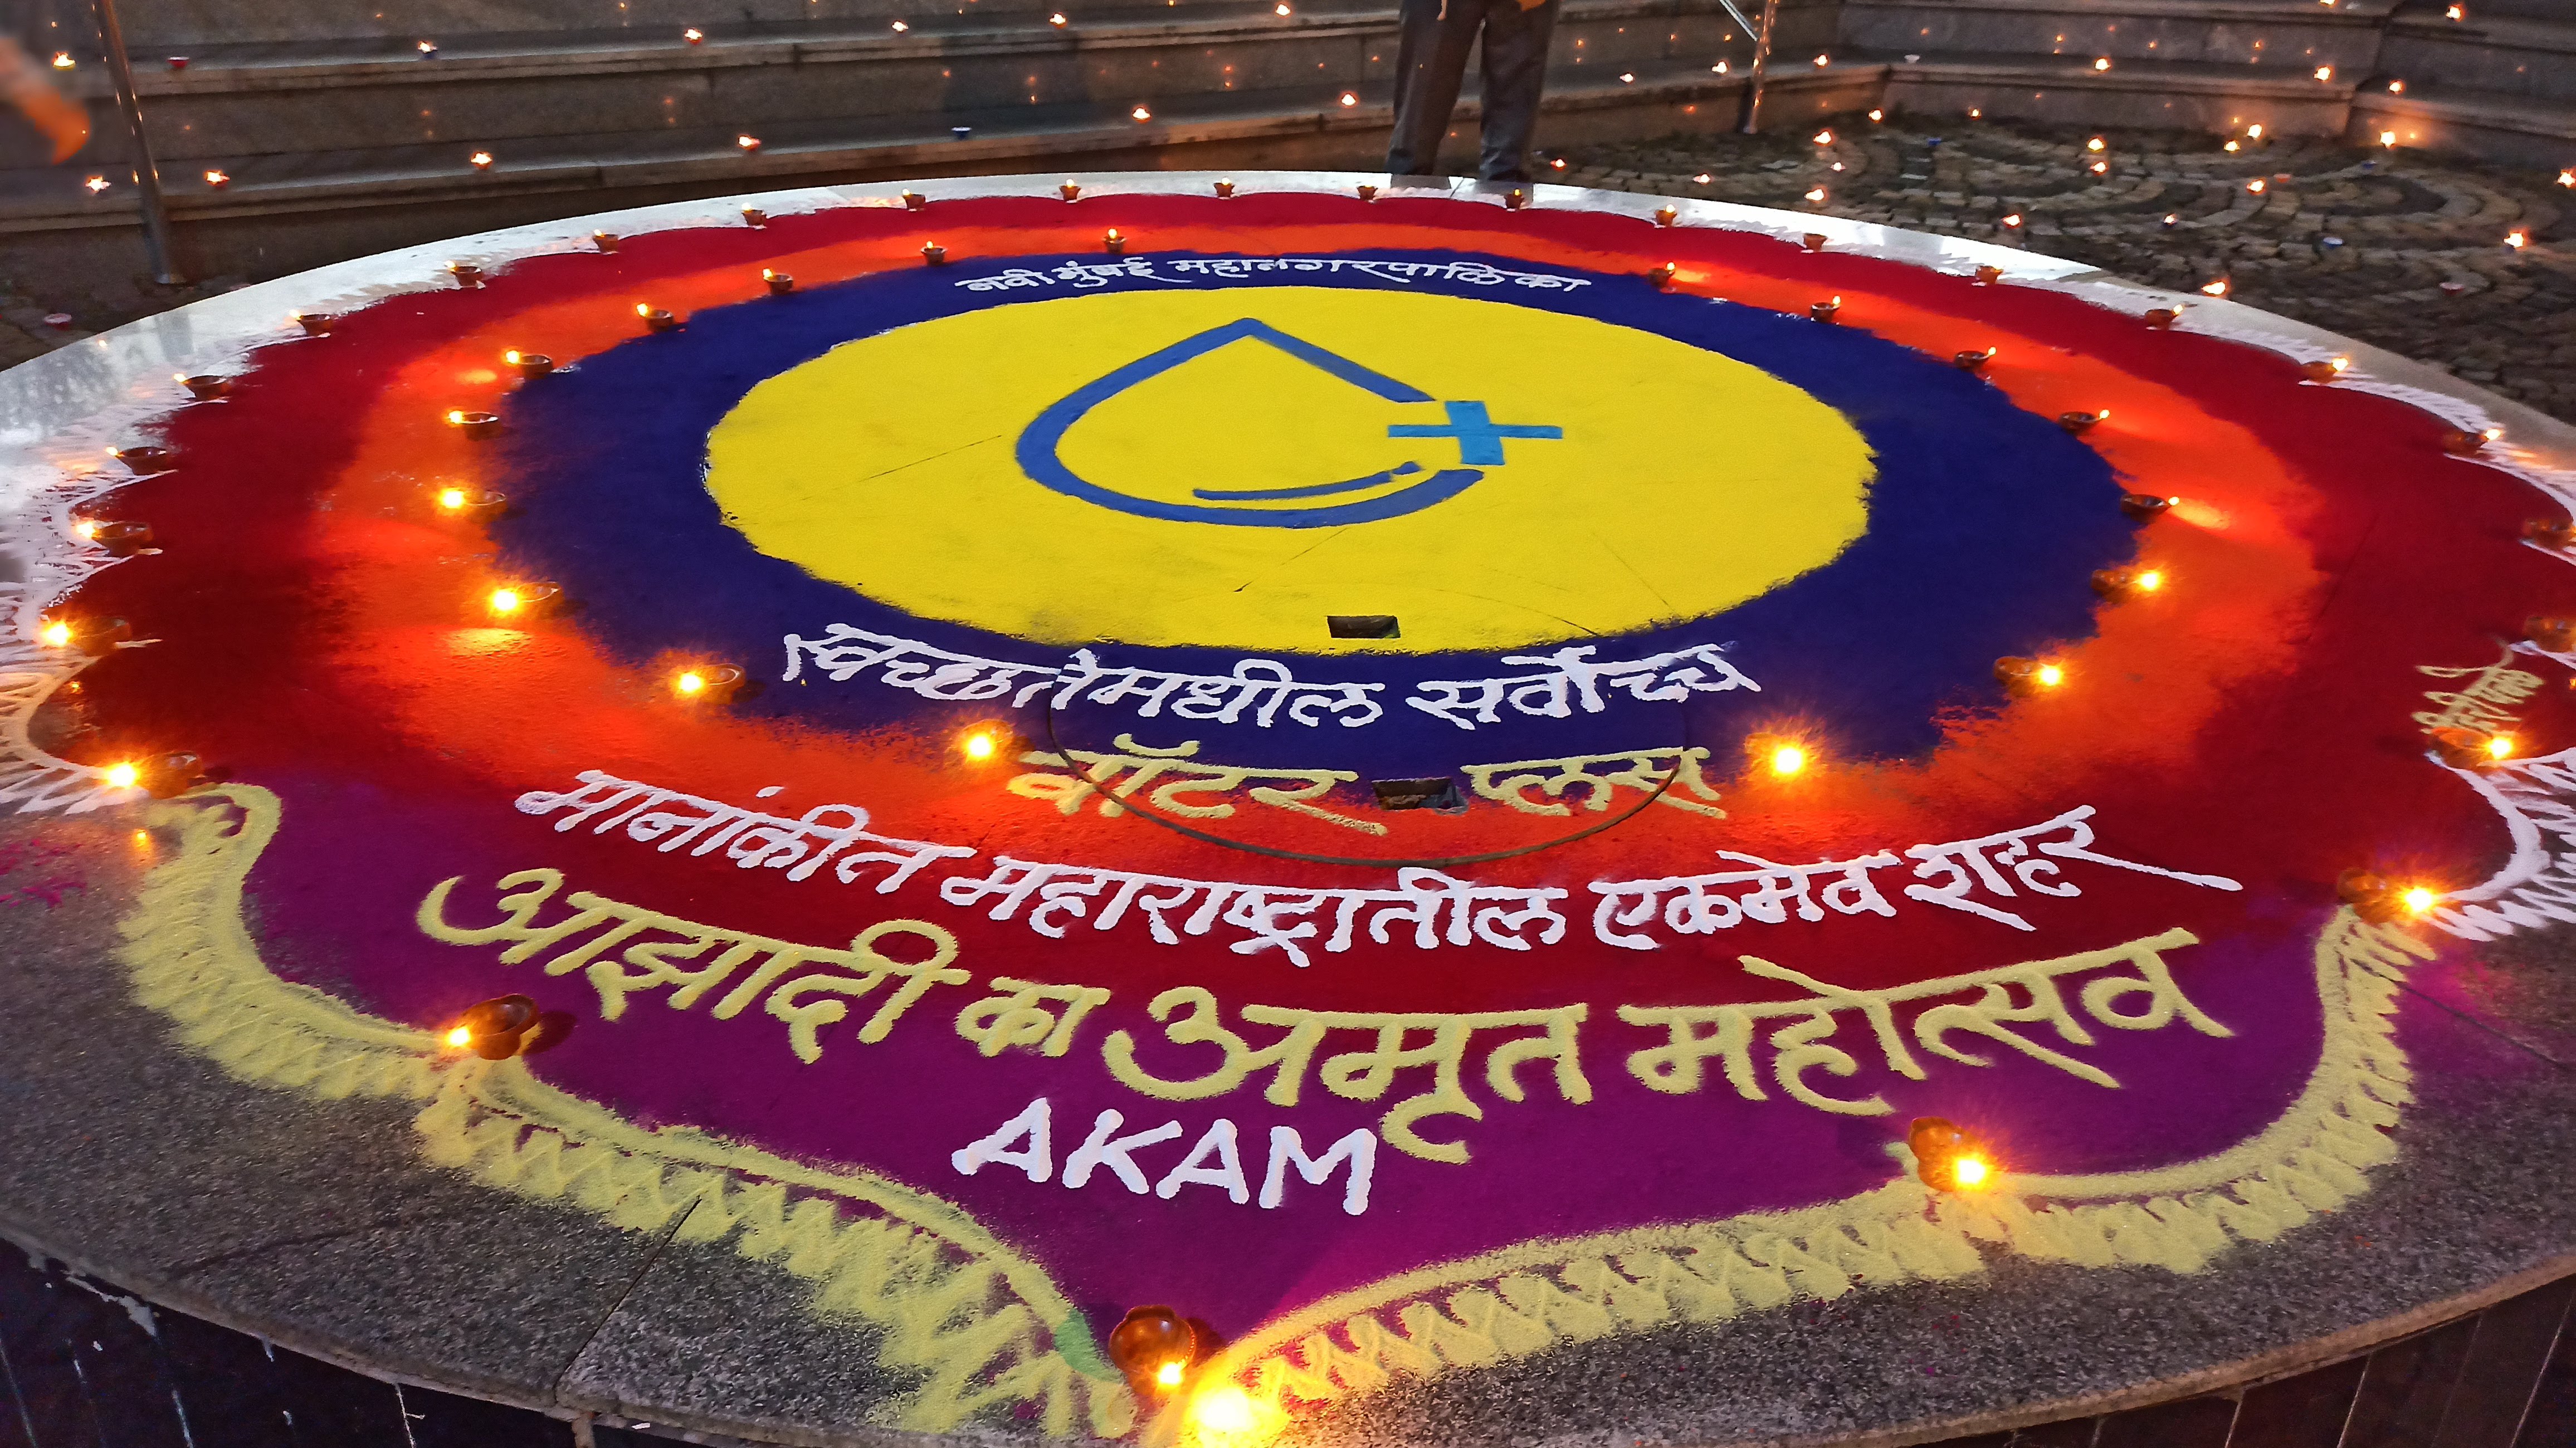 नवी मुंबई महानगरपालिका
स्वच्छतेमधील सर्वोच्च
वॉटर प्लस
मानांकीत महाराष्ट्रातील एकमेव शहर
आझादी का अमृत महोत्सव
AKAM